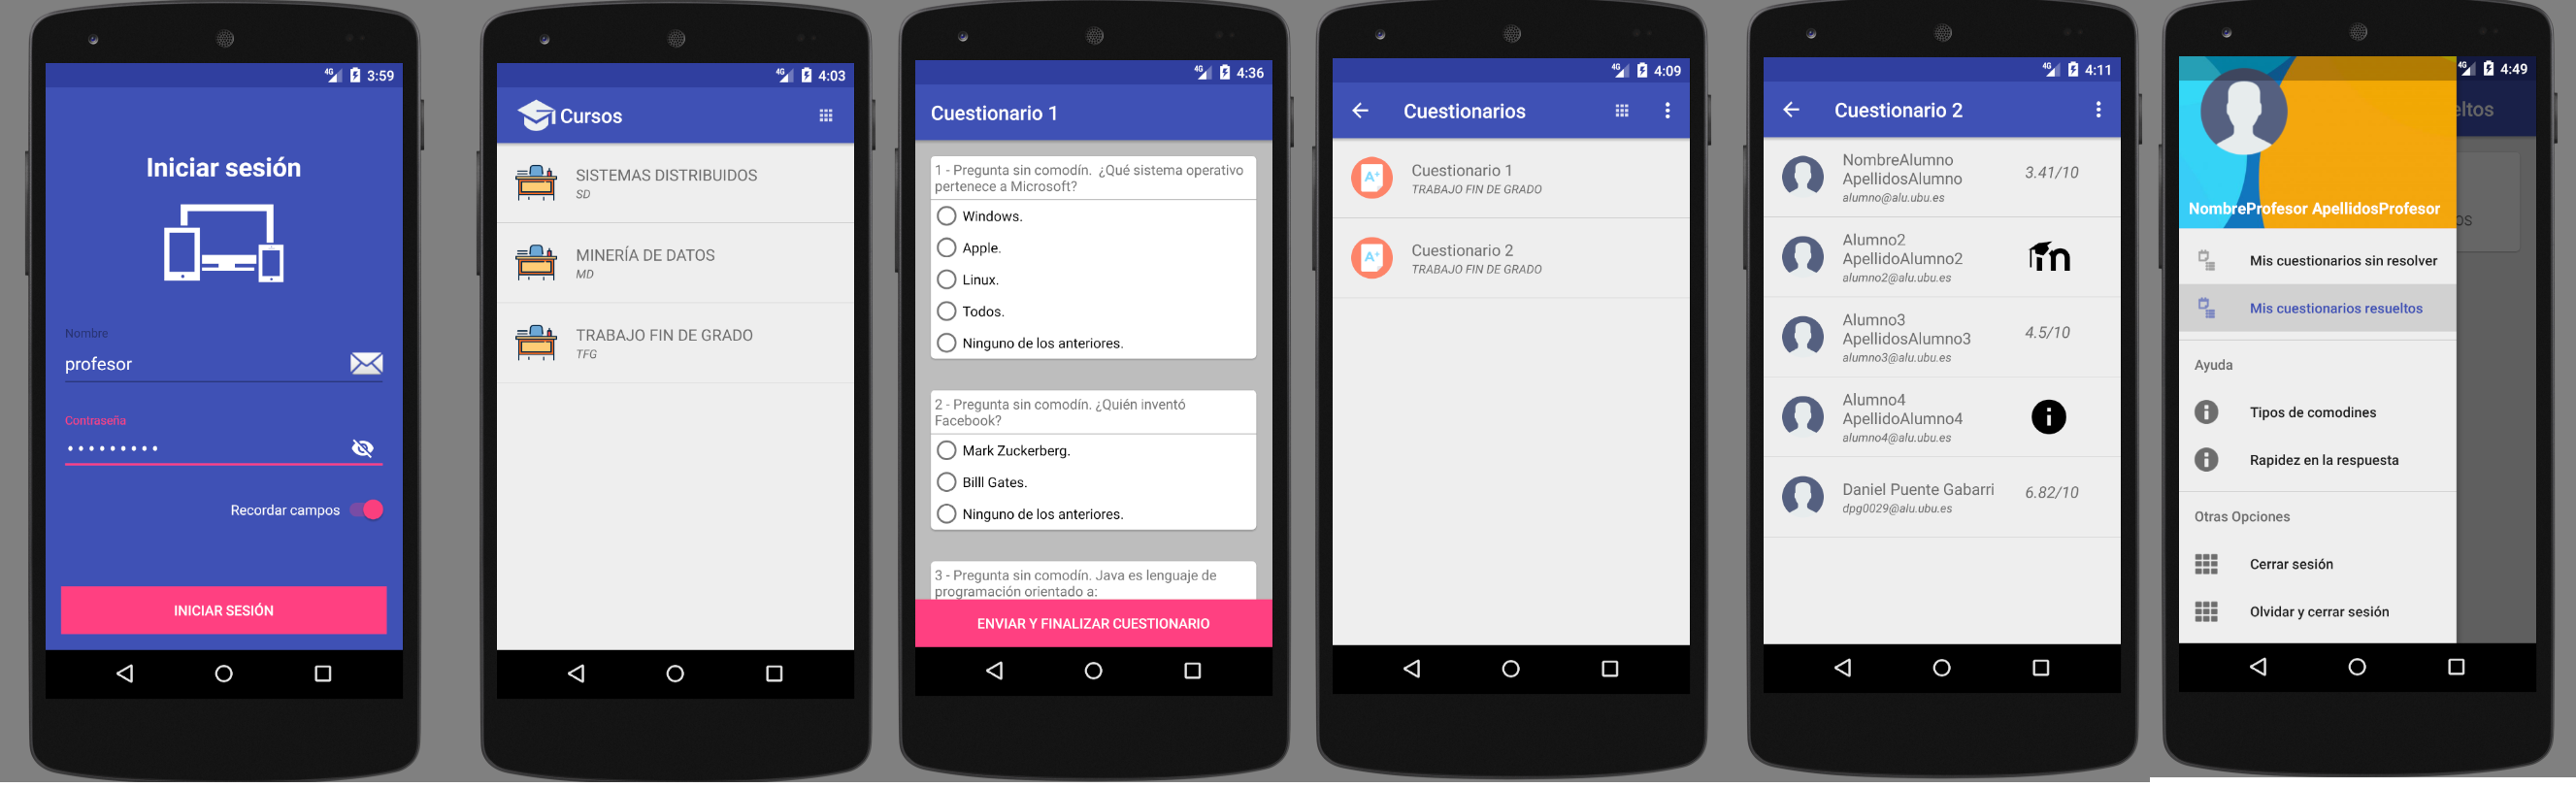 4G 3:59
Iniciar sesión
Nombre
profesor
Contraseña
Recordar campos
INICIAR SESIÓN
4G 4:03
Cursos
SISTEMAS DISTRIBUIDOS
SD
MINERÍA DE DATOS
MD
TRABAJO FIN DE GRADO
TFG
4G 4:36
Cuestionario 1
1 - Pregunta sin comodín. ¿Qué sistema operativo
pertenece a Microsoft?
Windows.
Apple.
Linux.
Todos.
Ninguno de los anteriores.
2 - Pregunta sin comodín. ¿Quién inventó
Facebook?
Mark Zuckerberg.
Billl Gates.
Ninguno de los anteriores.
3 - Pregunta sin comodín. Java es lenguaje de
programación orientado a:
ENVIAR Y FINALIZAR CUESTIONARIO
4G 4:09
Cuestionarios
A+ Cuestionario 1
TRABAJO FIN DE GRADO
A+ Cuestionario 2
TRABAJO FIN DE GRADO
4G 4:11
Cuestionario 2
NombreAlumno
ApellidosAlumno
alumno@alu.ubu.es
3.41/10
Alumno2
ApellidoAlumno2
alumno2@alu.ubu.es
m
Alumno3
ApellidosAlumno3
alumno3@alu.ubu.es
4.5/10
Alumno4
ApellidoAlumno4
alumno4@alu.ubu.es
i
Daniel Puente Gabarri
dpg0029@alu.ubu.es
6.82/10
4G 4:49
eltos
NombreProfesor ApellidosProfesor
os
Mis cuestionarios sin resolver
Mis cuestionarios resueltos
Ayuda
Tipos de comodines
Rapidez en la respuesta
Otras Opciones
Cerrar sesión
Olvidar y cerrar sesión